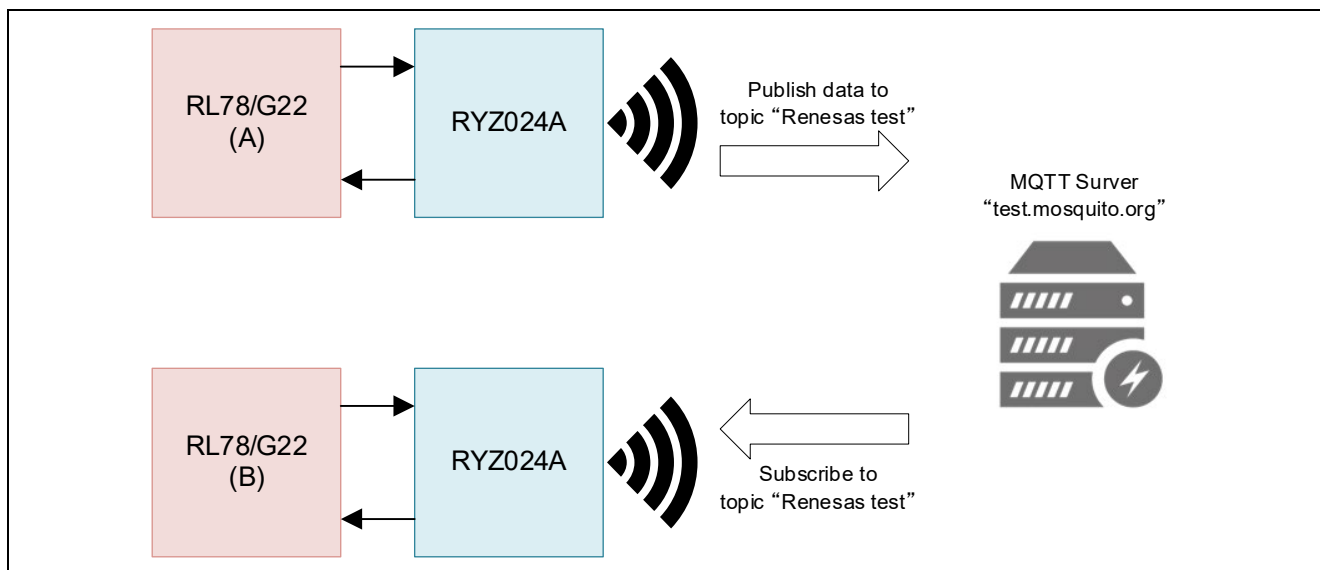 RL78/G22
(A)
RYZ024A
Publish data to
topic “Renesas test”
MQTT Surver
“test.mosquito.org”
RL78/G22
(B)
RYZ024A
Subscribe to
topic “Renesas test”